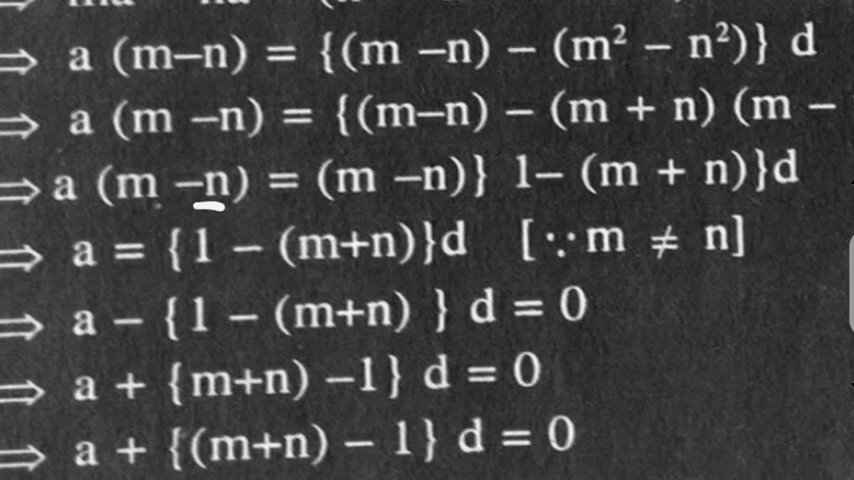 ⇒ a (m–n) = {(m –n) – (m² – n²)} d
⇒ a (m –n) = {(m–n) – (m + n) (m –
⇒ a (m –n) = (m –n)} 1– (m + n)}d
⇒ a = {1 – (m+n)}d [∵m ≠ n]
⇒ a – {1 – (m+n) } d = 0
⇒ a + {m+n) –1} d = 0
⇒ a + {(m+n) – 1} d = 0